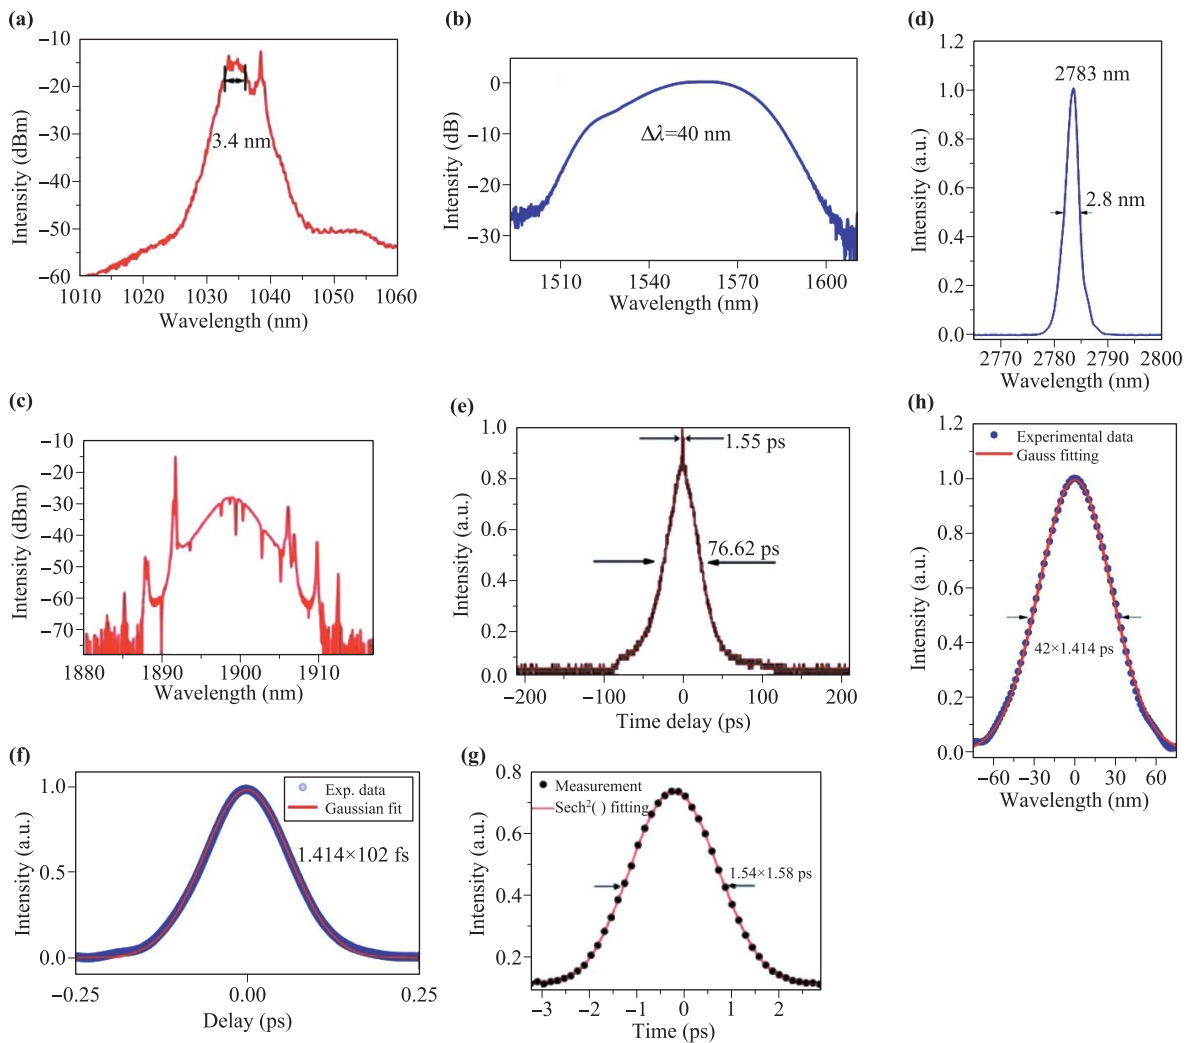 (a)
−10
−20
−30
−40
−50
−60
Intensity (dBm)
3.4 nm
1010 1020 1030 1040 1050 1060
Wavelength (nm)
(b)
0
−10
−20
−30
Intensity (dB)
Δλ=40 nm
1510 1540 1570 1600
Wavelength (nm)
(d)
1.2
1.0
0.8
0.6
0.4
0.2
0.0
Intensity (a.u.)
2783 nm
2.8 nm
2770 2780 2790 2800
Wavelength (nm)
(c)
−10
−20
−30
−40
−50
−60
−70
Intensity (dBm)
1880 1890 1900 1910
Wavelength (nm)
(e)
1.0
0.8
0.6
0.4
0.2
0.0
Intensity (a.u.)
1.55 ps
76.62 ps
−200 −100 0 100 200
Time delay (ps)
(h)
1.2
1.0
0.8
0.6
0.4
0.2
0.0
Intensity (a.u.)
Experimental data
Gauss fitting
42×1.414 ps
−60 −30 0 30 60
Wavelength (nm)
(f)
1.0
0.5
0.0
Intensity (a.u.)
Exp. data
Gaussian fit
1.414×102 fs
−0.25 0.00 0.25
Delay (ps)
(g)
0.8
0.6
0.4
0.2
Intensity (a.u.)
Measurement
Sech²( ) fitting
1.54×1.58 ps
−3 −2 −1 0 1 2
Time (ps)